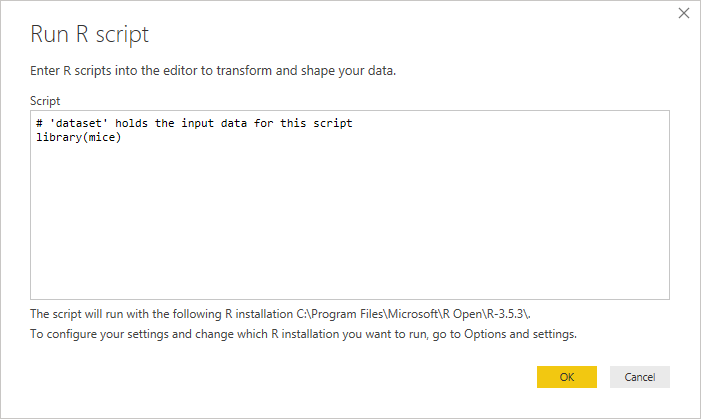 Run R script
Enter R scripts into the editor to transform and shape your data.
Script
# 'dataset' holds the input data for this script
library(mice)
The script will run with the following R installation C:\Program Files\Microsoft\R Open\R-3.5.3\.
To configure your settings and change which R installation you want to run, go to Options and settings.
OK Cancel